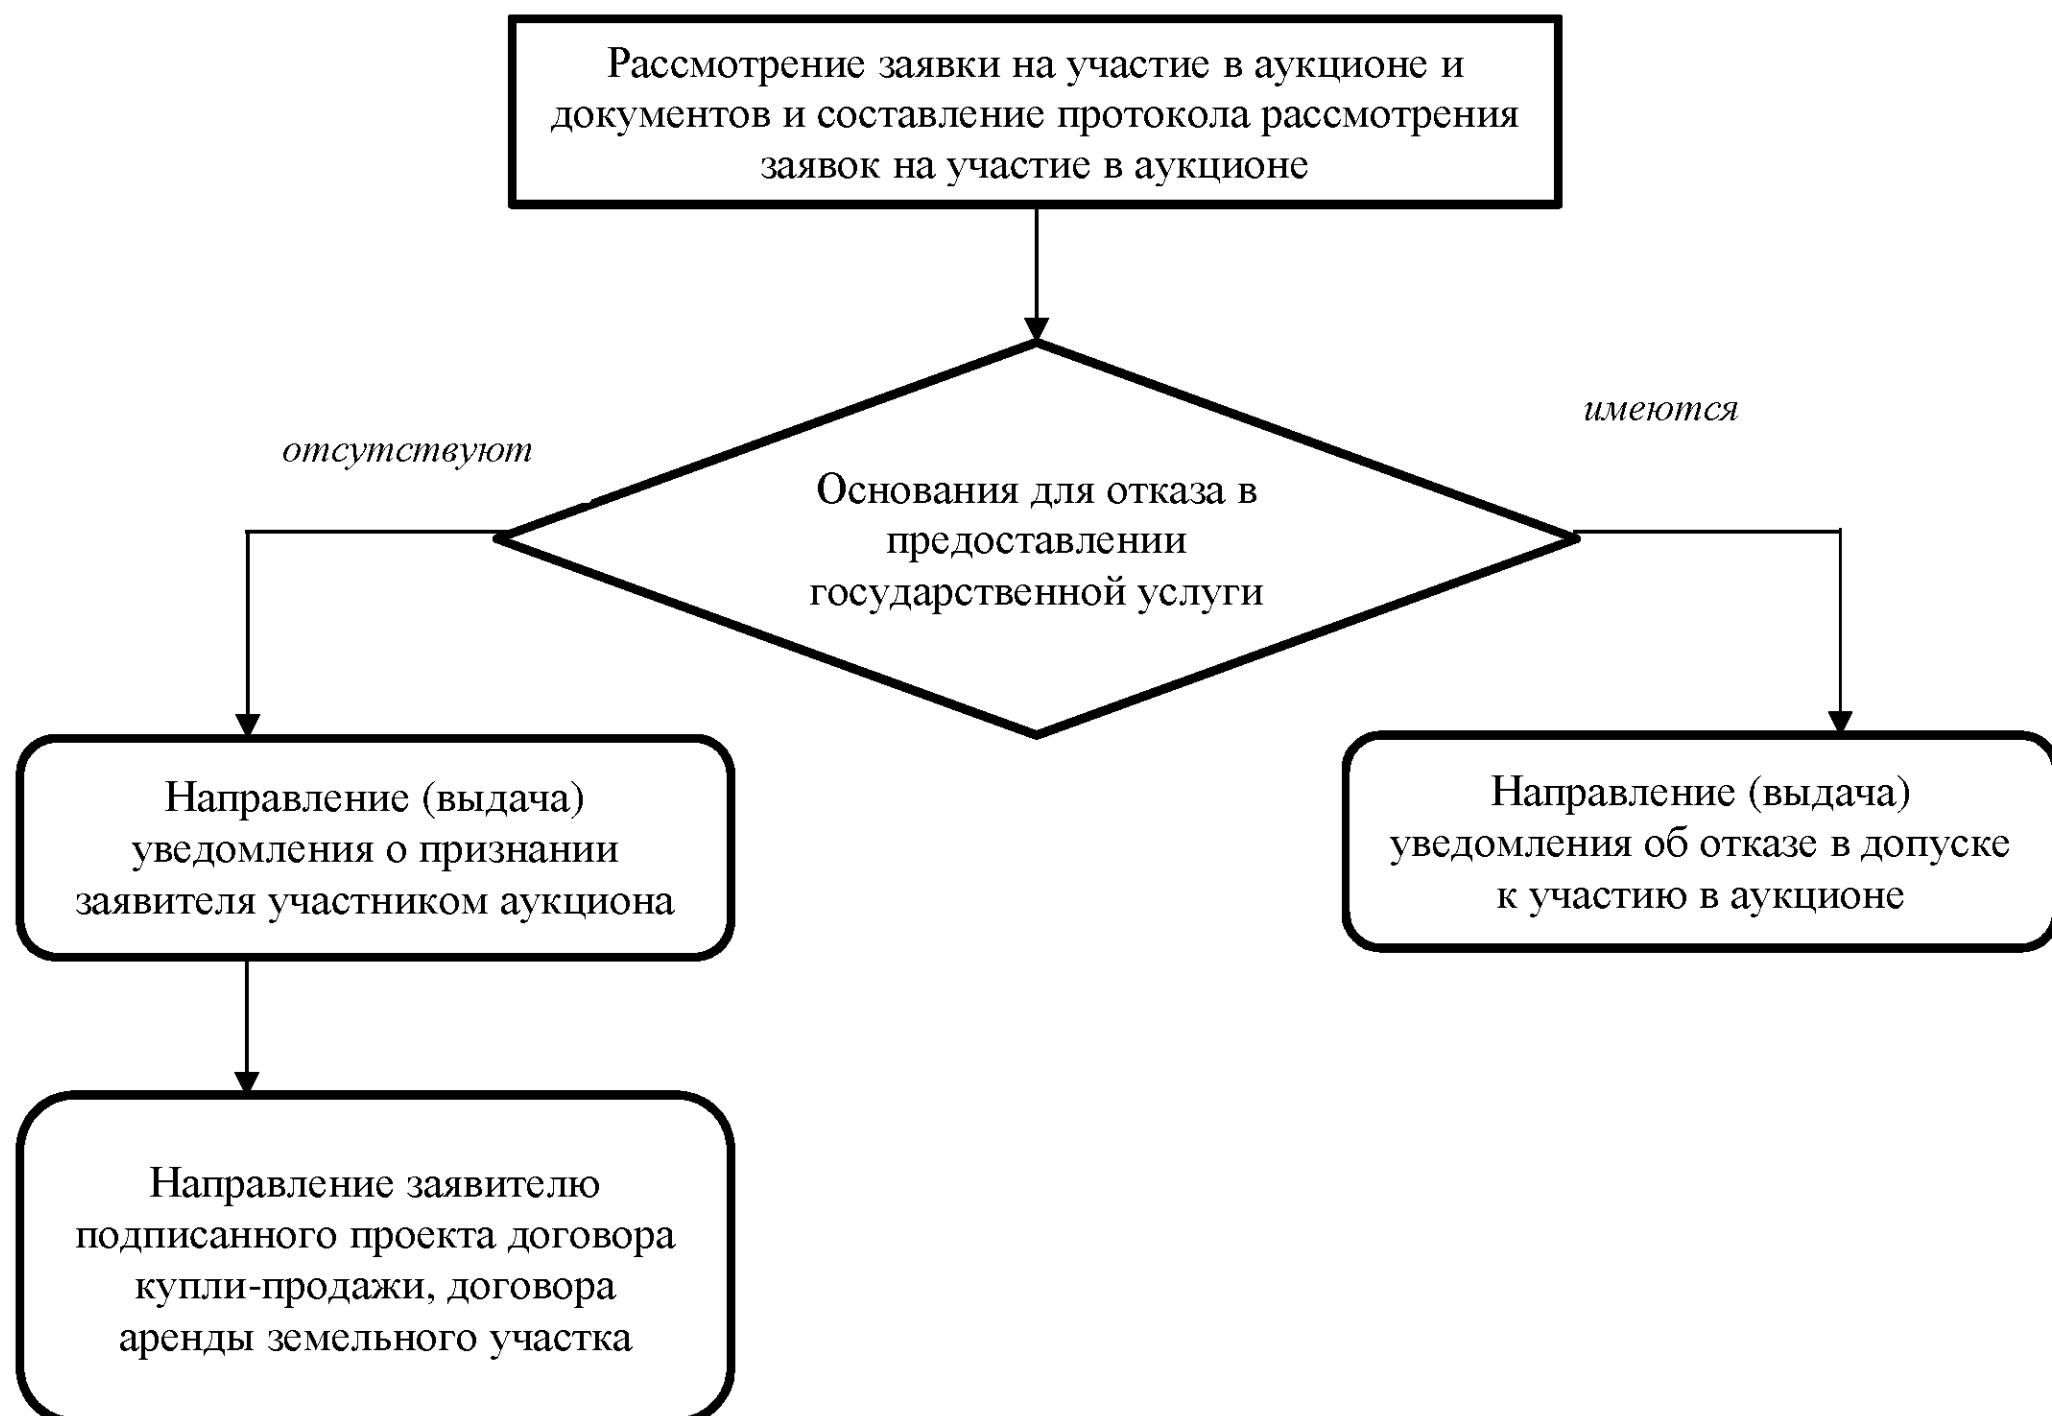 Рассмотрение заявки на участие в аукционе и
документов и составление протокола рассмотрения
заявок на участие в аукционе
имеются
отсутствуют
Основания для отказа в
предоставлении
государственной услуги
Направление (выдача)
уведомления о признании
заявителя участником аукциона
Направление (выдача)
уведомления об отказе в допуске
к участию в аукционе
Направление заявителю
подписанного проекта договора
купли-продажи, договора
аренды земельного участка